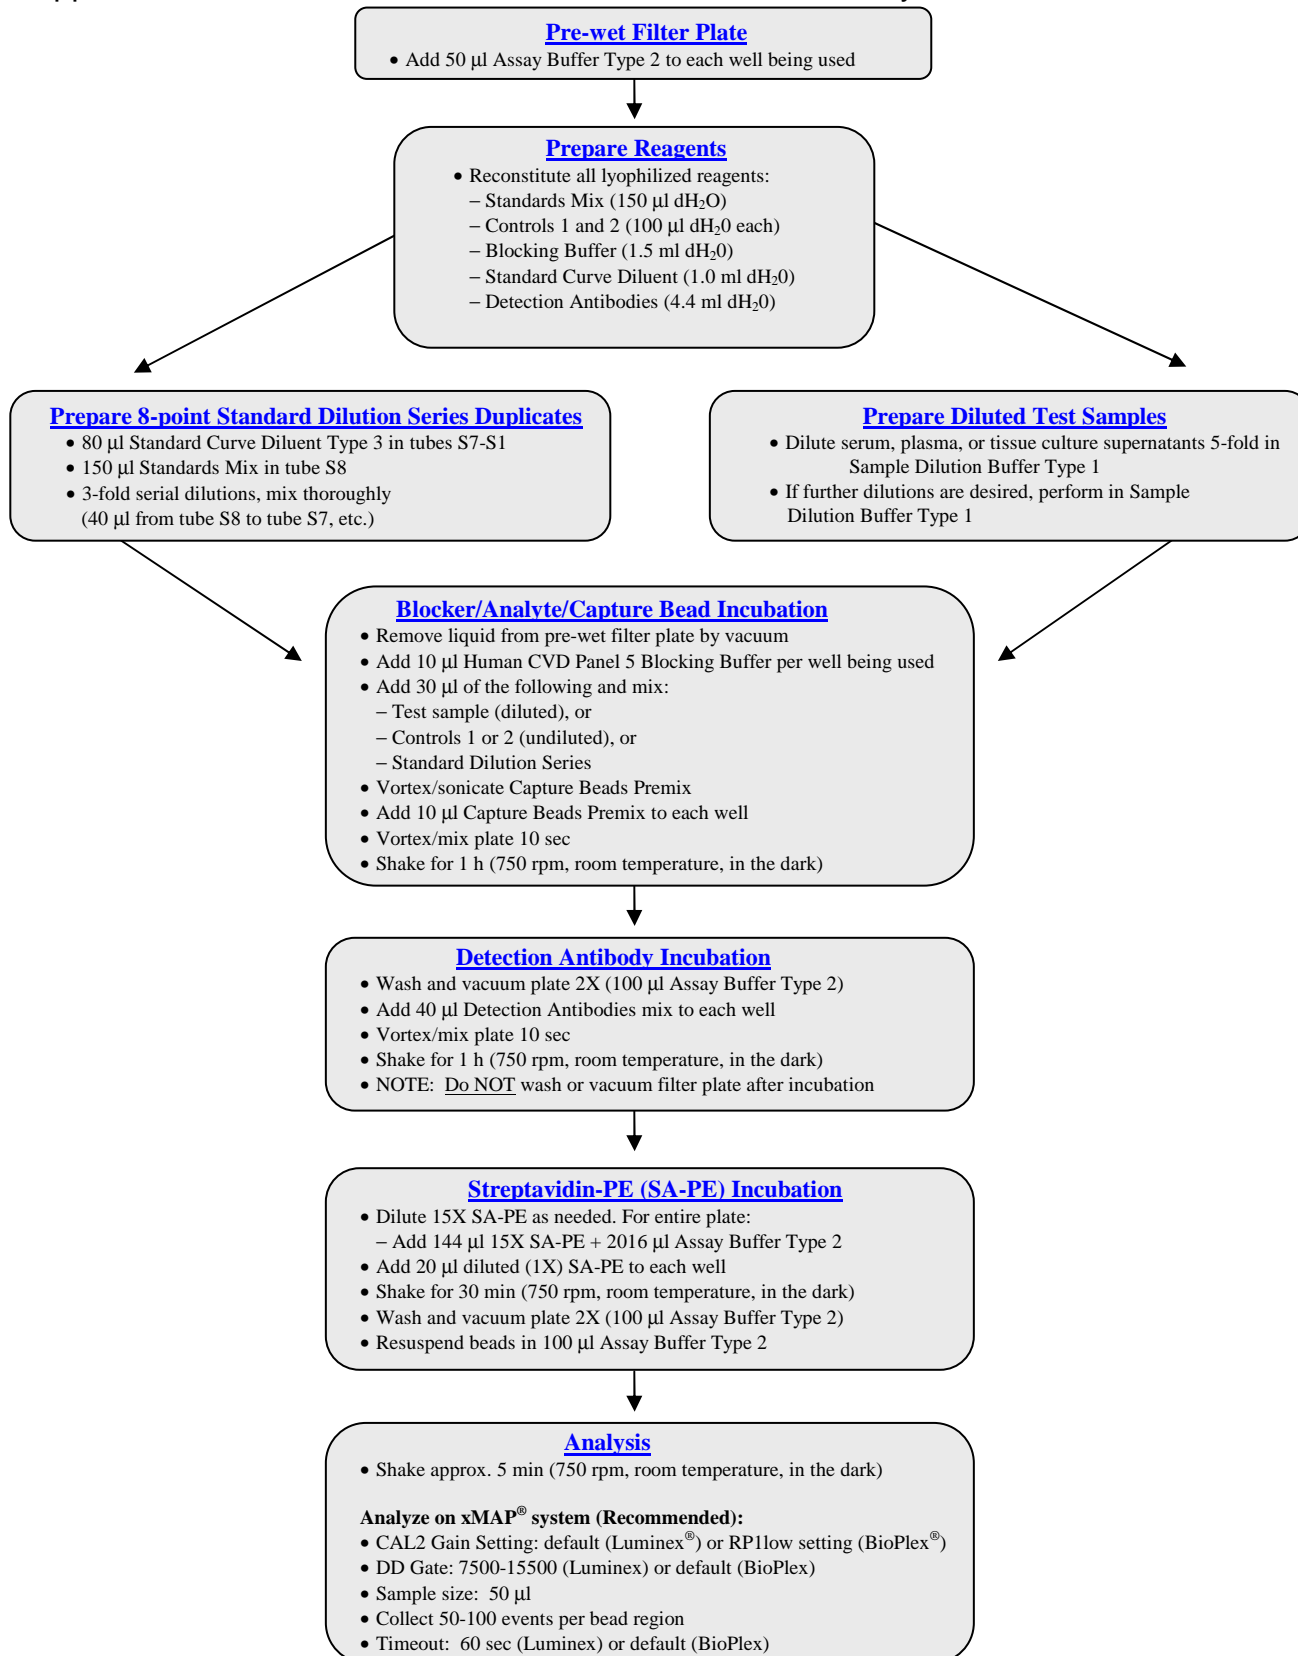 Pre-wet Filter Plate
• Add 50 µl Assay Buffer Type 2 to each well being used
Prepare Reagents
• Reconstitute all lyophilized reagents:
– Standards Mix (150 µl dH₂O)
– Controls 1 and 2 (100 µl dH₂0 each)
– Blocking Buffer (1.5 ml dH₂0)
– Standard Curve Diluent (1.0 ml dH₂0)
– Detection Antibodies (4.4 ml dH₂0)
Prepare 8-point Standard Dilution Series Duplicates
• 80 µl Standard Curve Diluent Type 3 in tubes S7-S1
• 150 µl Standards Mix in tube S8
• 3-fold serial dilutions, mix thoroughly
(40 µl from tube S8 to tube S7, etc.)
Prepare Diluted Test Samples
• Dilute serum, plasma, or tissue culture supernatants 5-fold in
Sample Dilution Buffer Type 1
• If further dilutions are desired, perform in Sample
Dilution Buffer Type 1
Blocker/Analyte/Capture Bead Incubation
• Remove liquid from pre-wet filter plate by vacuum
• Add 10 µl Human CVD Panel 5 Blocking Buffer per well being used
• Add 30 µl of the following and mix:
– Test sample (diluted), or
– Controls 1 or 2 (undiluted), or
– Standard Dilution Series
• Vortex/sonicate Capture Beads Premix
• Add 10 µl Capture Beads Premix to each well
• Vortex/mix plate 10 sec
• Shake for 1 h (750 rpm, room temperature, in the dark)
Detection Antibody Incubation
• Wash and vacuum plate 2X (100 µl Assay Buffer Type 2)
• Add 40 µl Detection Antibodies mix to each well
• Vortex/mix plate 10 sec
• Shake for 1 h (750 rpm, room temperature, in the dark)
• NOTE: Do NOT wash or vacuum filter plate after incubation
Streptavidin-PE (SA-PE) Incubation
• Dilute 15X SA-PE as needed. For entire plate:
– Add 144 µl 15X SA-PE + 2016 µl Assay Buffer Type 2
• Add 20 µl diluted (1X) SA-PE to each well
• Shake for 30 min (750 rpm, room temperature, in the dark)
• Wash and vacuum plate 2X (100 µl Assay Buffer Type 2)
• Resuspend beads in 100 µl Assay Buffer Type 2
Analysis
• Shake approx. 5 min (750 rpm, room temperature, in the dark)
Analyze on xMAP® system (Recommended):
• CAL2 Gain Setting: default (Luminex®) or RP1low setting (BioPlex®)
• DD Gate: 7500-15500 (Luminex) or default (BioPlex)
• Sample size: 50 µl
• Collect 50-100 events per bead region
• Timeout: 60 sec (Luminex) or default (BioPlex)